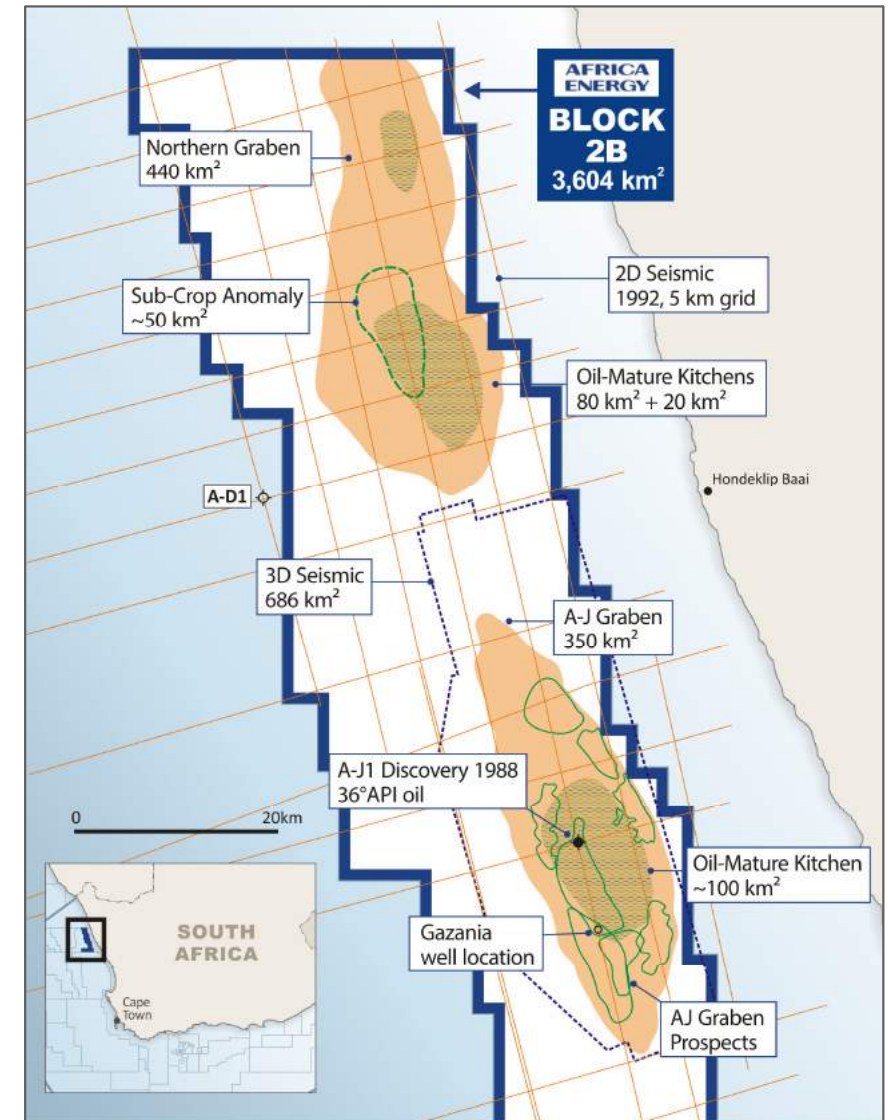 AFRICA
ENERGY
BLOCK
2B
3,604 km²
Northern Graben
440 km²
2D Seismic
1992, 5 km grid
Sub-Crop Anomaly
~50 km²
Oil-Mature Kitchens
80 km² + 20 km²
Hondeklip Baai
A-D1
3D Seismic
686 km²
A-J Graben
350 km²
A-J1 Discovery 1988
36°API oil
0 20km
Oil-Mature Kitchen
~100 km²
SOUTH
AFRICA
Gazania
well location
Cape
Town
AJ Graben
Prospects